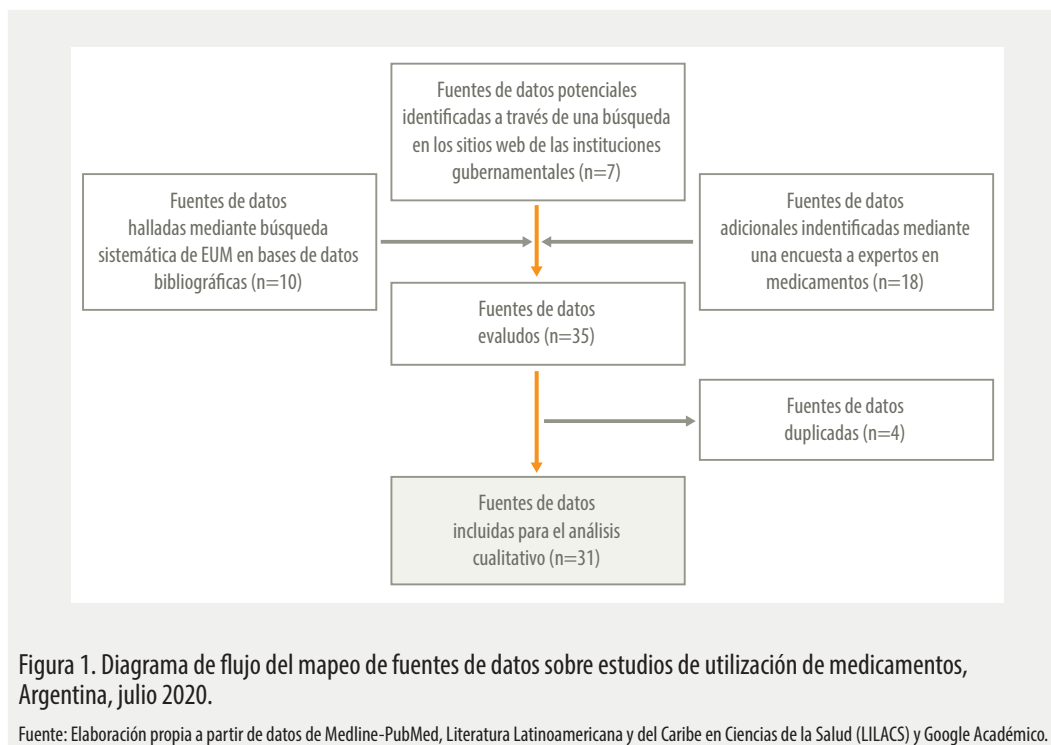 Fuentes de datos potenciales
identificadas a través de una búsqueda
en los sitios web de las instituciones
gubernamentales (n=7)
Fuentes de datos
halladas mediante búsqueda
sistemática de EUM en bases de datos
bibliográficas (n=10)
Fuentes de datos
adicionales indentificadas mediante
una encuesta a expertos en
medicamentos (n=18)
Fuentes de datos
evaludos (n=35)
Fuentes de datos
duplicadas (n=4)
Fuentes de datos
incluidas para el análisis
cualitativo (n=31)
Figura 1. Diagrama de flujo del mapeo de fuentes de datos sobre estudios de utilización de medicamentos,
Argentina, julio 2020.
Fuente: Elaboración propia a partir de datos de Medline-PubMed, Literatura Latinoamericana y del Caribe en Ciencias de la Salud (LILACS) y Google Académico.